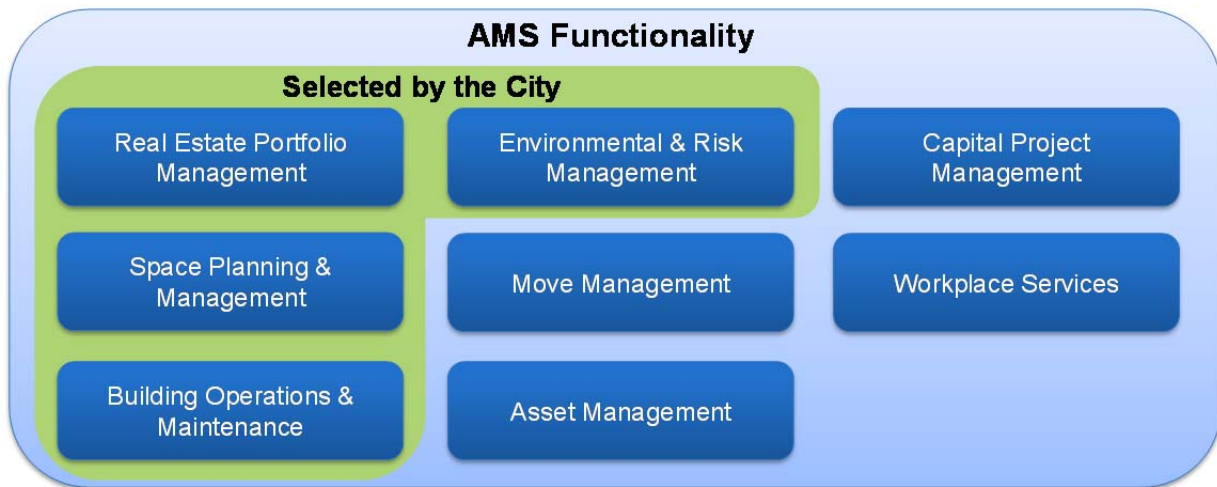 AMS Functionality
Selected by the City
Real Estate Portfolio
Management
Environmental & Risk
Management
Capital Project
Management
Space Planning &
Management
Move Management
Workplace Services
Building Operations &
Maintenance
Asset Management